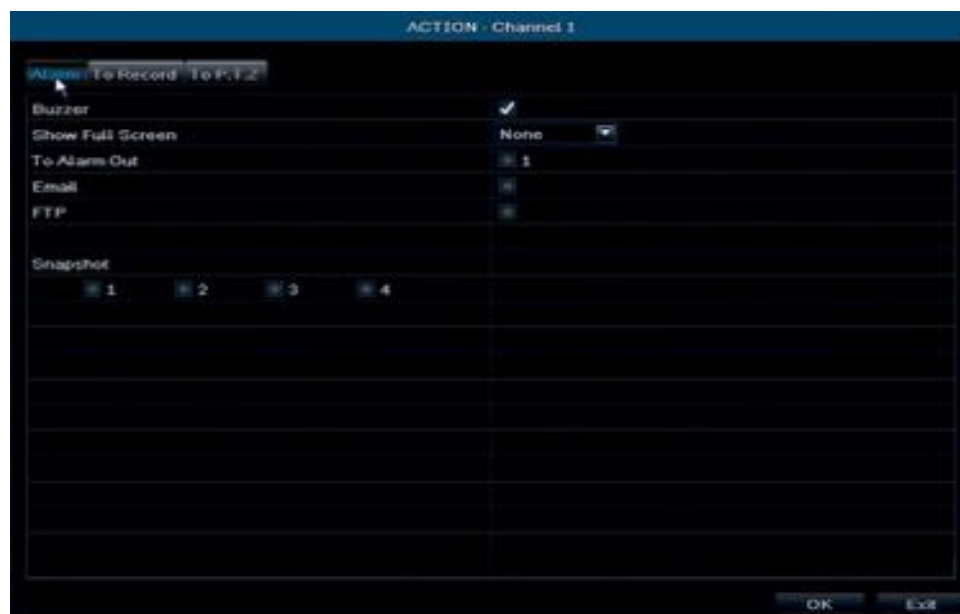 ACTION - Channel 1
Alarm To Record To P.T.Z
Buzzer
Show Full Screen None
To Alarm Out 1
Email
FTP
Snapshot
1 2 3 4
OK Exit